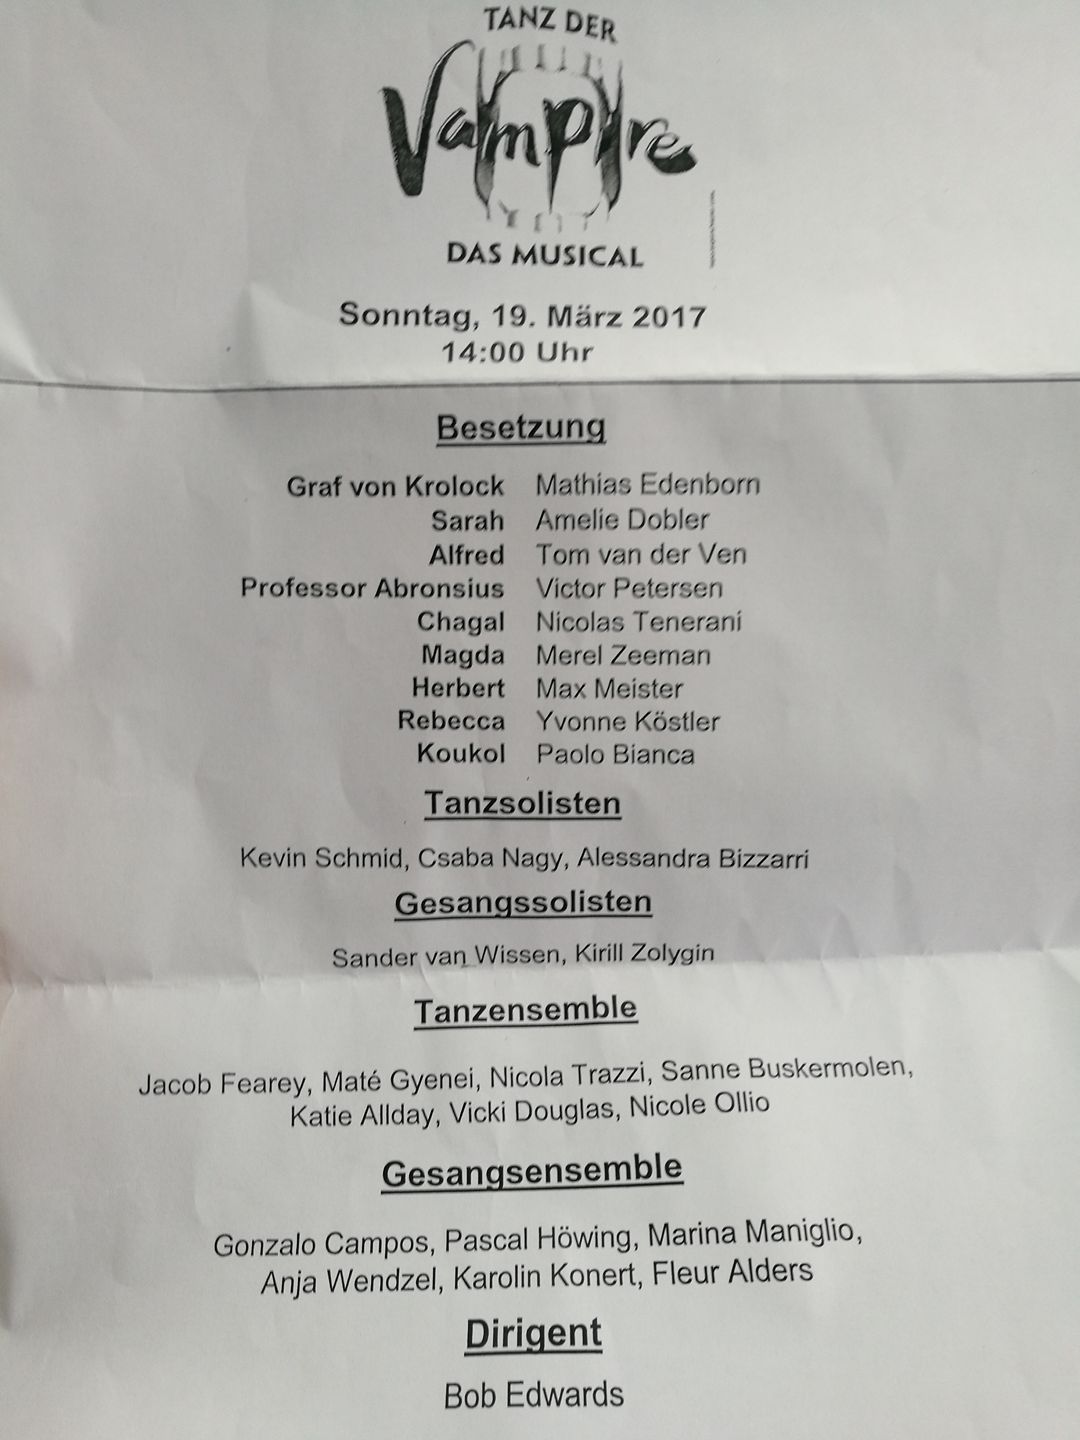 TANZ DER
Vampire
DAS MUSICAL
Sonntag, 19. März 2017
14:00 Uhr
Besetzung
Graf von Krolock Mathias Edenborn
Sarah Amelie Dobler
Alfred Tom van der Ven
Professor Abronsius Victor Petersen
Chagal Nicolas Tenerani
Magda Merel Zeeman
Herbert Max Meister
Rebecca Yvonne Köstler
Koukol Paolo Bianca
Tanzsolisten
Kevin Schmid, Csaba Nagy, Alessandra Bizzarri
Gesangssolisten
Sander van Wissen, Kirill Zolygin
Tanzensemble
Jacob Fearey, Maté Gyenei, Nicola Trazzi, Sanne Buskermolen,
Katie Allday, Vicki Douglas, Nicole Ollio
Gesangsensemble
Gonzalo Campos, Pascal Höwing, Marina Maniglio,
Anja Wendzel, Karolin Konert, Fleur Alders
Dirigent
Bob Edwards